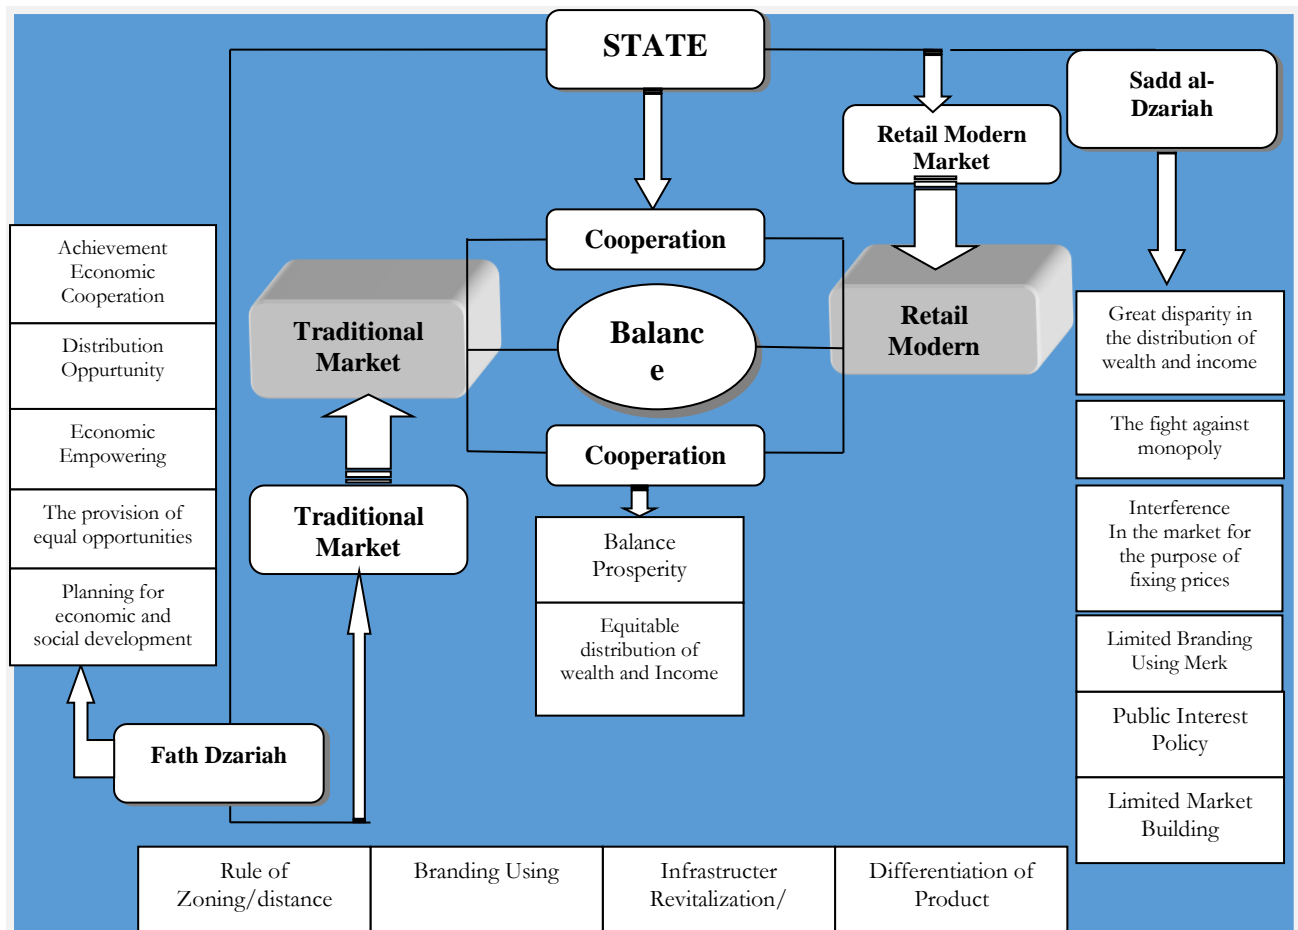 STATE
Sadd al-
Dzariah
Retail Modern
Market
Cooperation
Achievement
Economic
Cooperation
Distribution
Oppurtunity
Economic
Empowering
The provision of
equal opportunities
Planning for
economic and
social development
Traditional
Market
Balanc
e
Retail
Modern
Great disparity in
the distribution of
wealth and income
The fight against
monopoly
Interference
In the market for
the purpose of
fixing prices
Limited Branding
Using Merk
Public Interest
Policy
Limited Market
Building
Cooperation
Traditional
Market
Balance
Prosperity
Equitable
distribution of
wealth and Income
Fath Dzariah
Rule of
Zoning/distance
Branding Using
Infrastructer
Revitalization/
Differentiation of
Product